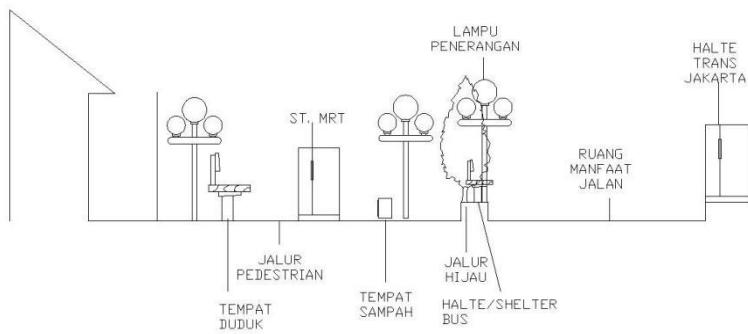 LAMPU
PENERANGAN
HALTE
TRANS
JAKARTA
ST. MRT
RUANG
MANFAAT
JALAN
JALUR
PEDESTRIAN
JALUR
HIJAU
TEMPAT
DUDUK
TEMPAT
SAMPAH
HALTE/SHELTER
BUS